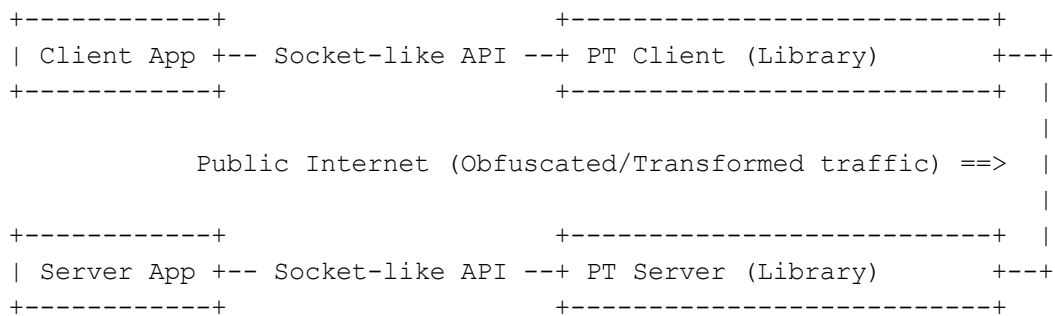 +------------+                     +---------------------------+
| Client App +-- Socket-like API --+ PT Client (Library)       +--+
+------------+                     +---------------------------+  |
                                                                  |
           Public Internet (Obfuscated/Transformed traffic) ==>   |
                                                                  |
+------------+                     +---------------------------+  |
| Server App +-- Socket-like API --+ PT Server (Library)       +--+
+------------+                     +---------------------------+